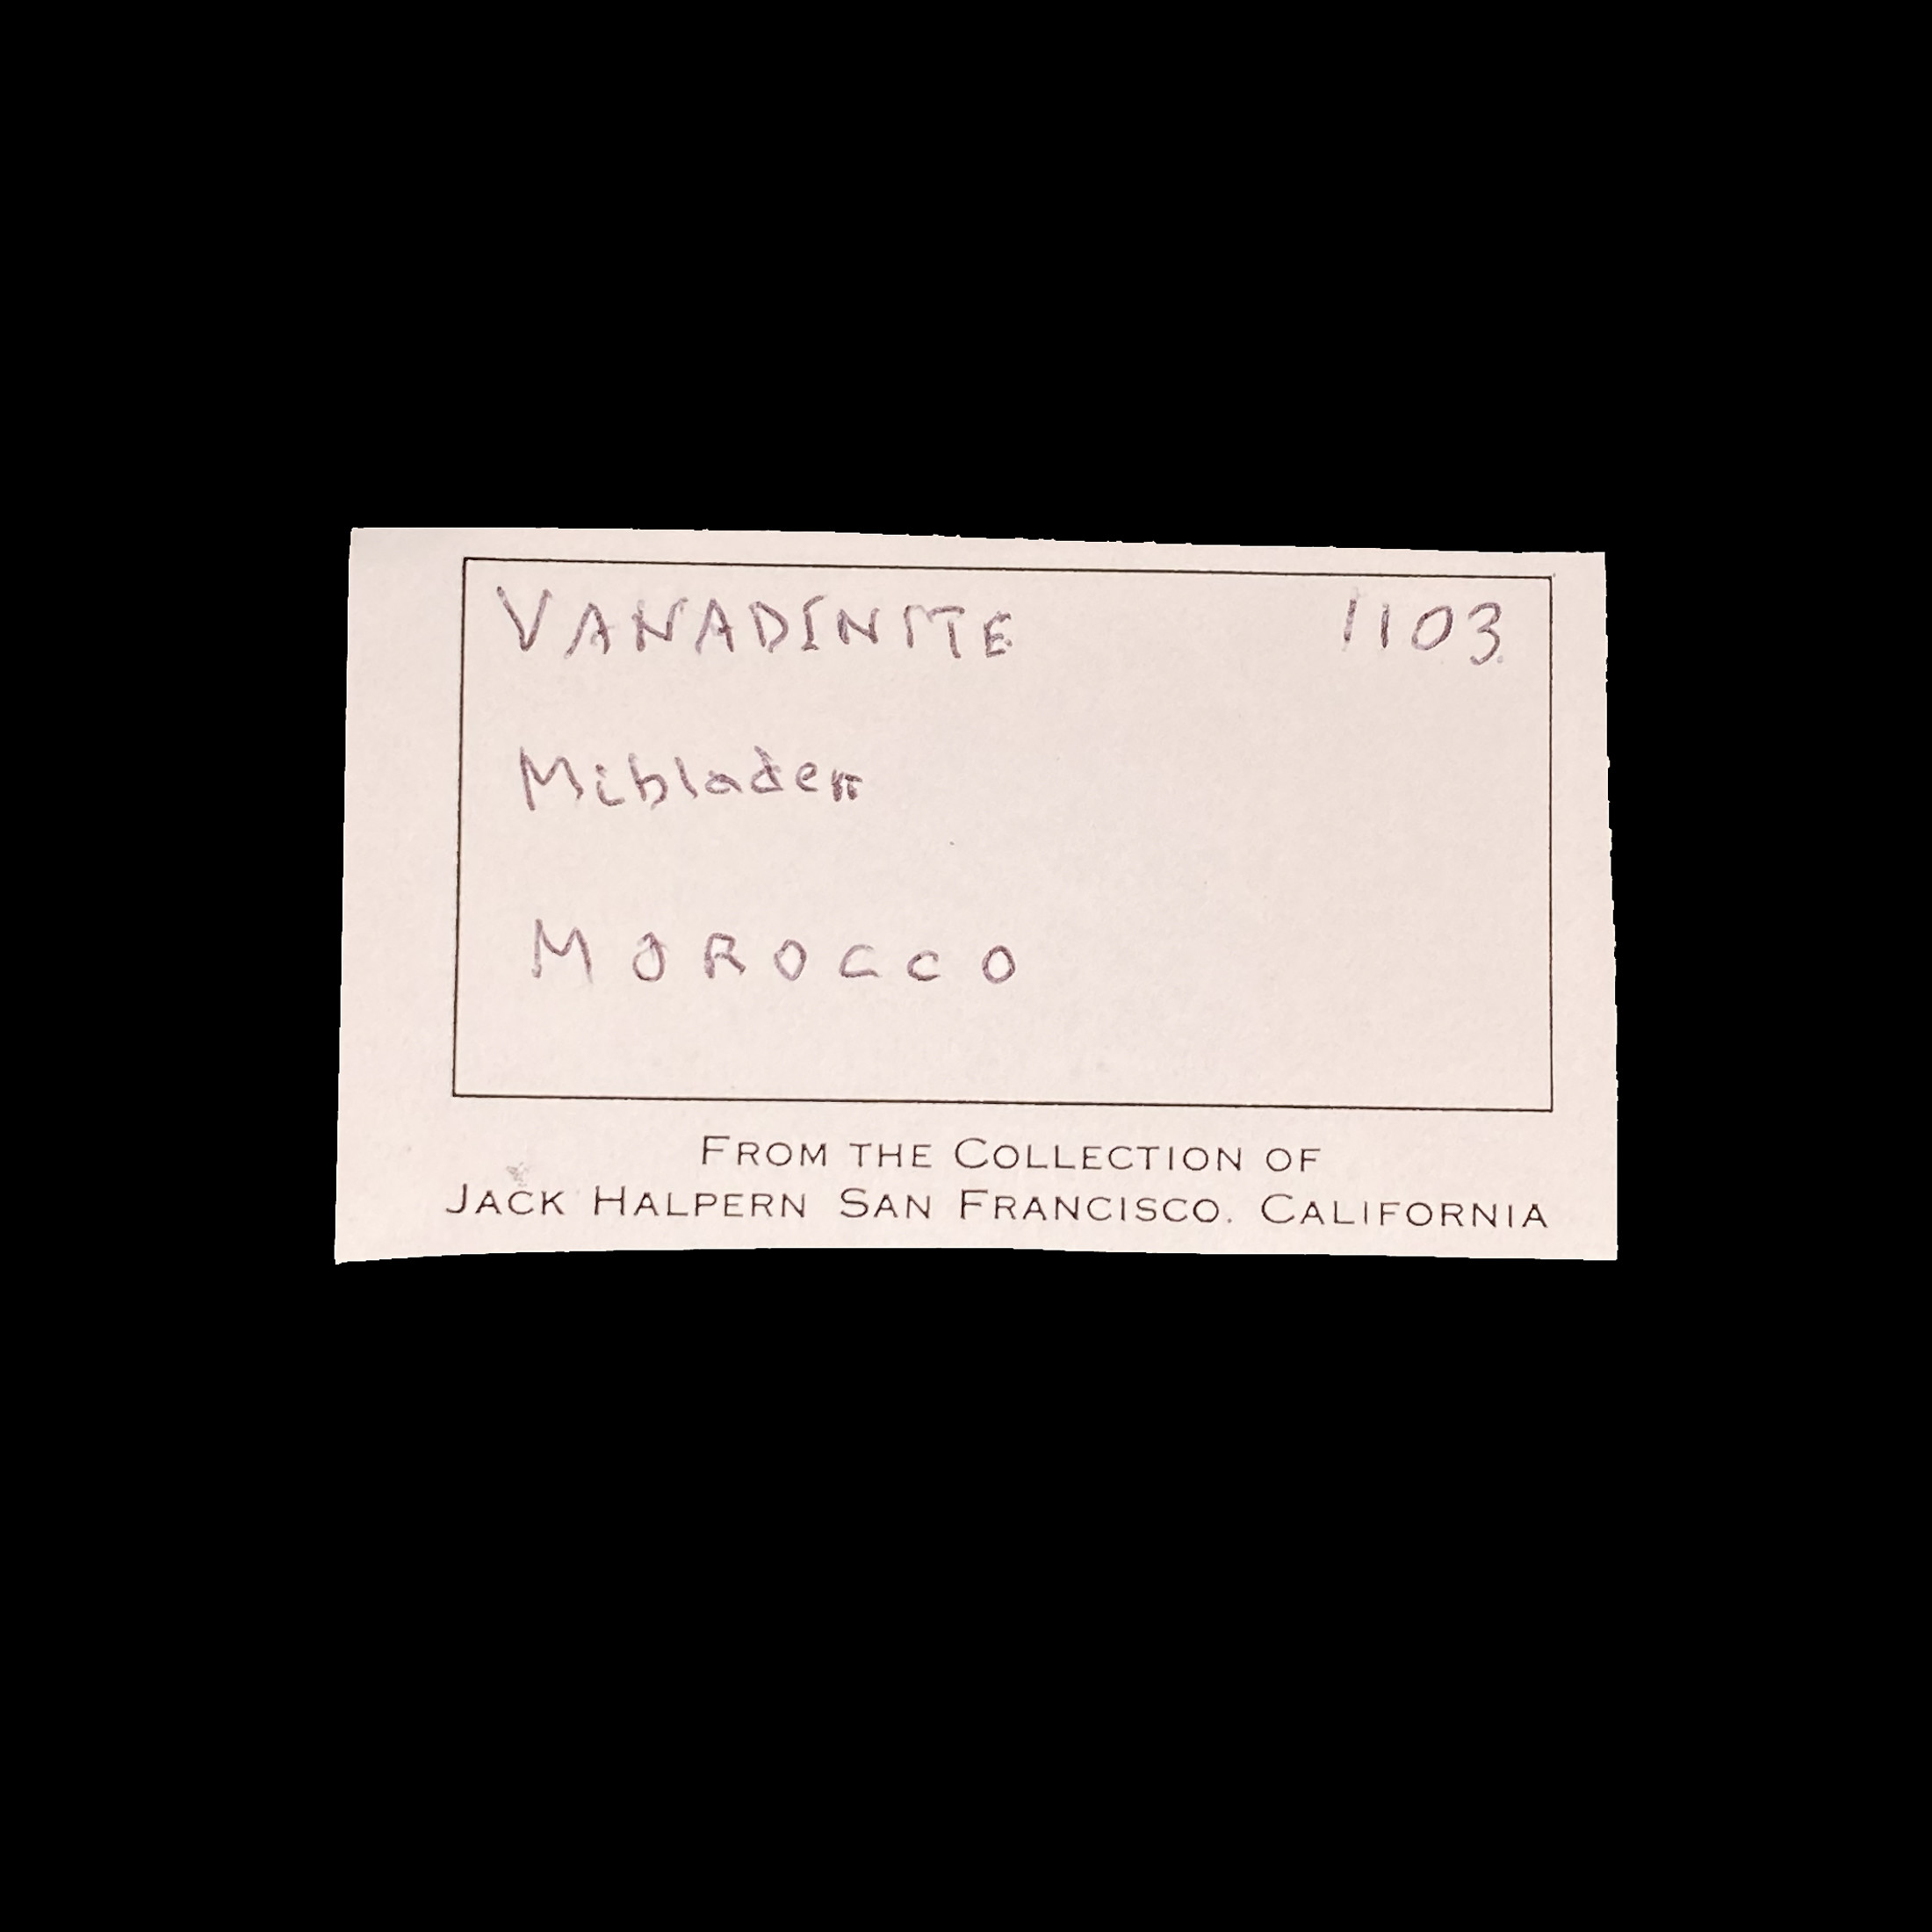 VANADINITE 1103
Mibladen
MOROCCO
FROM THE COLLECTION OF
JACK HALPERN SAN FRANCISCO. CALIFORNIA